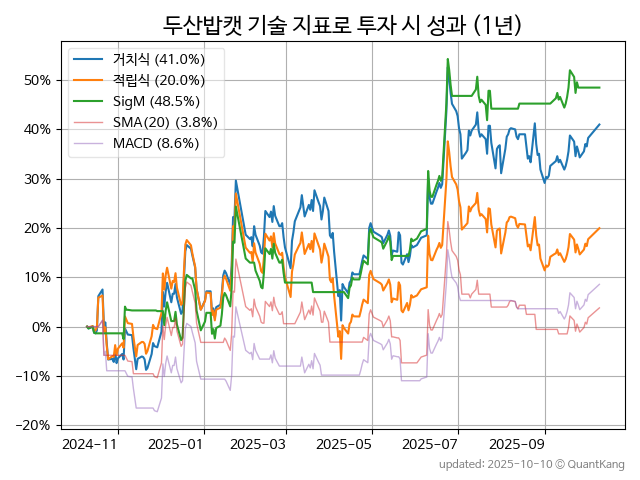 두산밥캣 기술 지표로 투자 시 성과 (1년)
거치식 (41.0%)
적립식 (20.0%)
SigM (48.5%)
SMA(20) (3.8%)
MACD (8.6%)
50%
40%
30%
20%
10%
0%
−10%
−20%
2024-11 2025-01 2025-03 2025-05 2025-07 2025-09
updated: 2025-10-10 © QuantKang